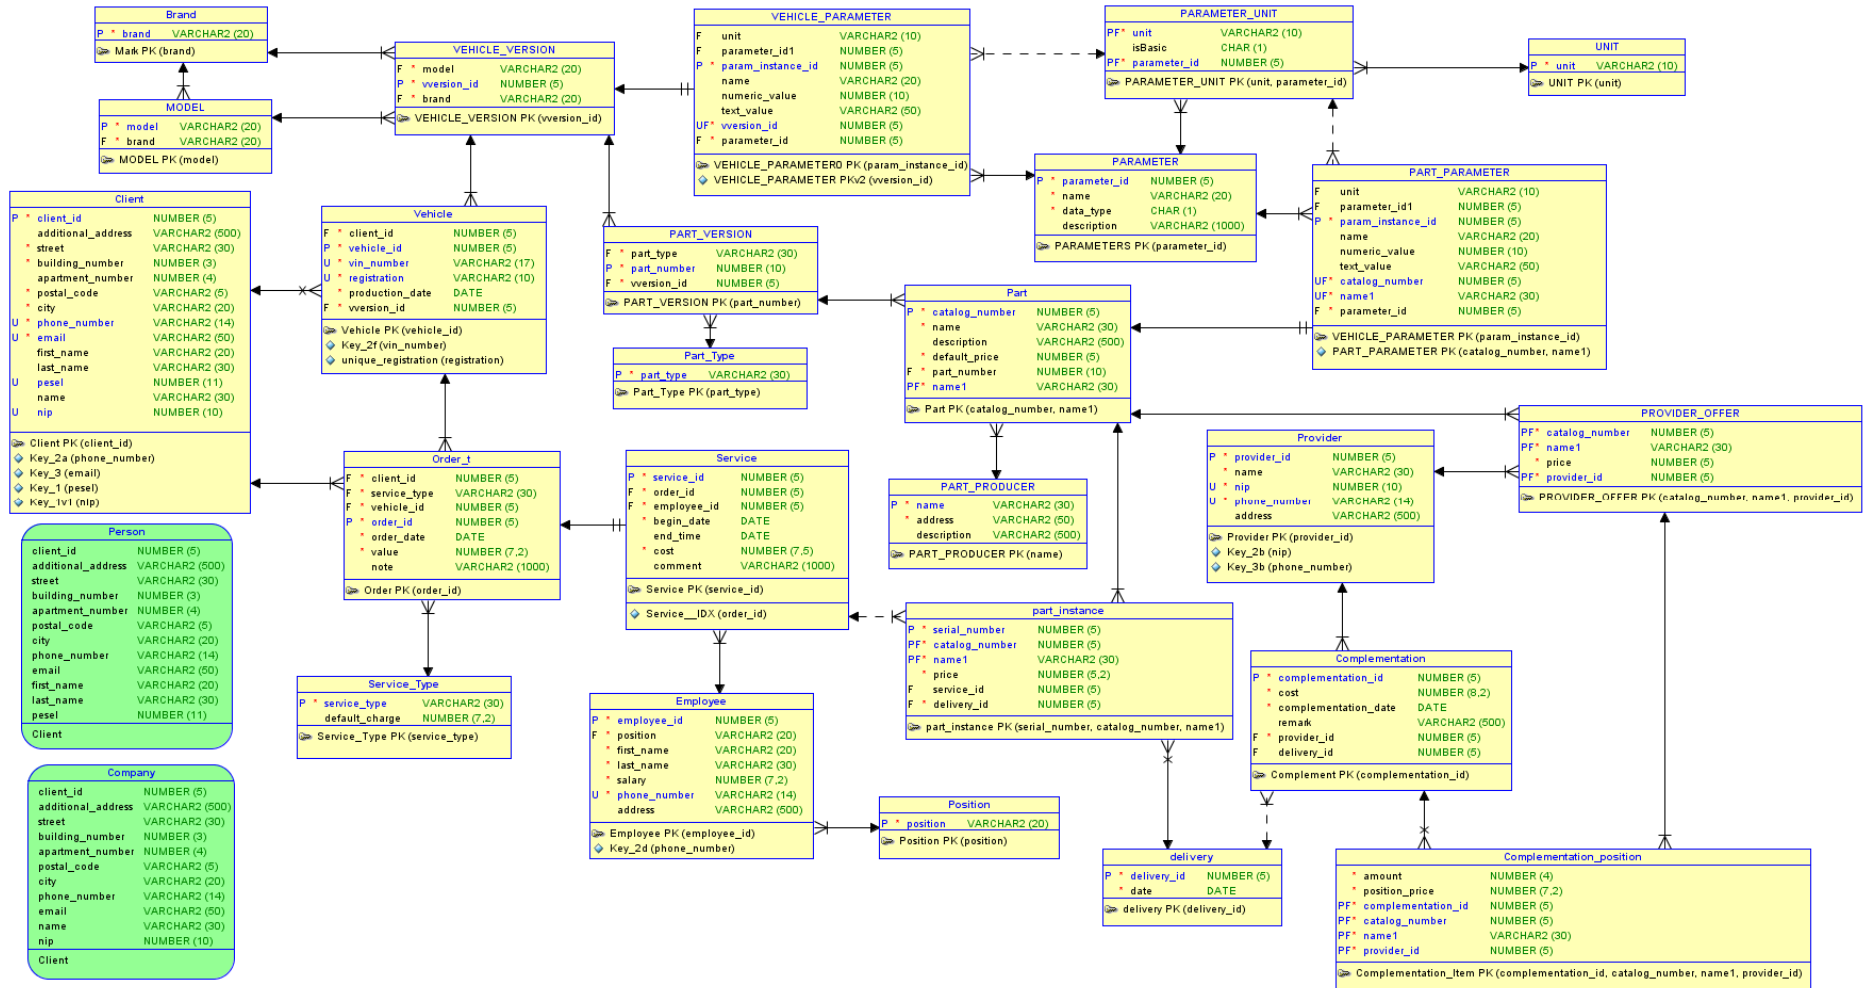 Brand
P * brand VARCHAR2 (20)
Mark PK (brand)
MODEL
P * model VARCHAR2 (20)
F * brand VARCHAR2 (20)
MODEL PK (model)
VEHICLE_VERSION
F * model VARCHAR2 (20)
P * vversion_id NUMBER (5)
F * brand VARCHAR2 (20)
VEHICLE_VERSION PK (vversion_id)
VEHICLE_PARAMETER
F unit VARCHAR2 (10)
F parameter_id1 NUMBER (5)
P * param_instance_id NUMBER (5)
name VARCHAR2 (20)
numeric_value NUMBER (10)
text_value VARCHAR2 (50)
UF* vversion_id NUMBER (5)
F * parameter_id NUMBER (5)
VEHICLE_PARAMETER0 PK (param_instance_id)
VEHICLE_PARAMETER PKv2 (vversion_id)
PARAMETER_UNIT
PF* unit VARCHAR2 (10)
isBasic CHAR (1)
PF* parameter_id NUMBER (5)
PARAMETER_UNIT PK (unit, parameter_id)
UNIT
P * unit VARCHAR2 (10)
UNIT PK (unit)
PARAMETER
P * parameter_id NUMBER (5)
* name VARCHAR2 (20)
* data_type CHAR (1)
description VARCHAR2 (1000)
PARAMETERS PK (parameter_id)
PART_PARAMETER
F unit VARCHAR2 (10)
F parameter_id1 NUMBER (5)
P * param_instance_id NUMBER (5)
name VARCHAR2 (20)
numeric_value NUMBER (10)
text_value VARCHAR2 (50)
UF* catalog_number NUMBER (5)
UF* name1 VARCHAR2 (30)
F * parameter_id NUMBER (5)
VEHICLE_PARAMETER PK (param_instance_id)
PART_PARAMETER PK (catalog_number, name1)
Client
P * client_id NUMBER (5)
additional_address VARCHAR2 (500)
* street VARCHAR2 (30)
* building_number NUMBER (3)
apartment_number NUMBER (4)
* postal_code VARCHAR2 (5)
* city VARCHAR2 (20)
U * phone_number VARCHAR2 (14)
U * email VARCHAR2 (50)
first_name VARCHAR2 (20)
last_name VARCHAR2 (30)
U pesel NUMBER (11)
name VARCHAR2 (30)
U nip NUMBER (10)
Client PK (client_id)
Key_2a (phone_number)
Key_3 (email)
Key_1 (pesel)
Key_1v1 (nip)
Vehicle
F * client_id NUMBER (5)
P * vehicle_id NUMBER (5)
U * vin_number VARCHAR2 (17)
U * registration VARCHAR2 (10)
* production_date DATE
F * vversion_id NUMBER (5)
Vehicle PK (vehicle_id)
Key_2f (vin_number)
unique_registration (registration)
PART_VERSION
F * part_type VARCHAR2 (30)
P * part_number NUMBER (10)
F * vversion_id NUMBER (5)
PART_VERSION PK (part_number)
Part_Type
P * part_type VARCHAR2 (30)
Part_Type PK (part_type)
Part
P * catalog_number NUMBER (5)
* name VARCHAR2 (30)
description VARCHAR2 (500)
* default_price NUMBER (5)
F * part_number NUMBER (10)
PF* name1 VARCHAR2 (30)
Part PK (catalog_number, name1)
PROVIDER_OFFER
PF* catalog_number NUMBER (5)
PF* name1 VARCHAR2 (30)
* price NUMBER (5)
PF* provider_id NUMBER (5)
PROVIDER_OFFER PK (catalog_number, name1, provider_id)
Provider
P * provider_id NUMBER (5)
* name VARCHAR2 (30)
U * nip NUMBER (10)
U * phone_number VARCHAR2 (14)
address VARCHAR2 (500)
Provider PK (provider_id)
Key_2b (nip)
Key_3b (phone_number)
Order_t
F * client_id NUMBER (5)
F * service_type VARCHAR2 (30)
F * vehicle_id NUMBER (5)
P * order_id NUMBER (5)
* order_date DATE
* value NUMBER (7,2)
note VARCHAR2 (1000)
Order PK (order_id)
Service
P * service_id NUMBER (5)
F * order_id NUMBER (5)
F * employee_id NUMBER (5)
* begin_date DATE
end_time DATE
* cost NUMBER (7,5)
comment VARCHAR2 (1000)
Service PK (service_id)
Service__IDX (order_id)
PART_PRODUCER
P * name VARCHAR2 (30)
* address VARCHAR2 (50)
description VARCHAR2 (500)
PART_PRODUCER PK (name)
Person
client_id NUMBER (5)
additional_address VARCHAR2 (500)
street VARCHAR2 (30)
building_number NUMBER (3)
apartment_number NUMBER (4)
postal_code VARCHAR2 (5)
city VARCHAR2 (20)
phone_number VARCHAR2 (14)
email VARCHAR2 (50)
first_name VARCHAR2 (20)
last_name VARCHAR2 (30)
pesel NUMBER (11)
Client
part_instance
P * serial_number NUMBER (5)
PF* catalog_number NUMBER (5)
PF* name1 VARCHAR2 (30)
* price NUMBER (5,2)
F service_id NUMBER (5)
F * delivery_id NUMBER (5)
part_instance PK (serial_number, catalog_number, name1)
Complementation
P * complementation_id NUMBER (5)
* cost NUMBER (8,2)
* complementation_date DATE
remark VARCHAR2 (500)
F * provider_id NUMBER (5)
F delivery_id NUMBER (5)
Complement PK (complementation_id)
Service_Type
P * service_type VARCHAR2 (30)
default_charge NUMBER (7,2)
Service_Type PK (service_type)
Employee
P * employee_id NUMBER (5)
F * position VARCHAR2 (20)
* first_name VARCHAR2 (20)
* last_name VARCHAR2 (30)
* salary NUMBER (7,2)
U * phone_number VARCHAR2 (14)
address VARCHAR2 (500)
Employee PK (employee_id)
Key_2d (phone_number)
Position
P * position VARCHAR2 (20)
Position PK (position)
Company
client_id NUMBER (5)
additional_address VARCHAR2 (500)
street VARCHAR2 (30)
building_number NUMBER (3)
apartment_number NUMBER (4)
postal_code VARCHAR2 (5)
city VARCHAR2 (20)
phone_number VARCHAR2 (14)
email VARCHAR2 (50)
name VARCHAR2 (30)
nip NUMBER (10)
Client
delivery
P * delivery_id NUMBER (5)
* date DATE
delivery PK (delivery_id)
Complementation_position
* amount NUMBER (4)
* position_price NUMBER (7,2)
PF* complementation_id NUMBER (5)
PF* catalog_number NUMBER (5)
PF* name1 VARCHAR2 (30)
PF* provider_id NUMBER (5)
Complementation_Item PK (complementation_id, catalog_number, name1, provider_id)